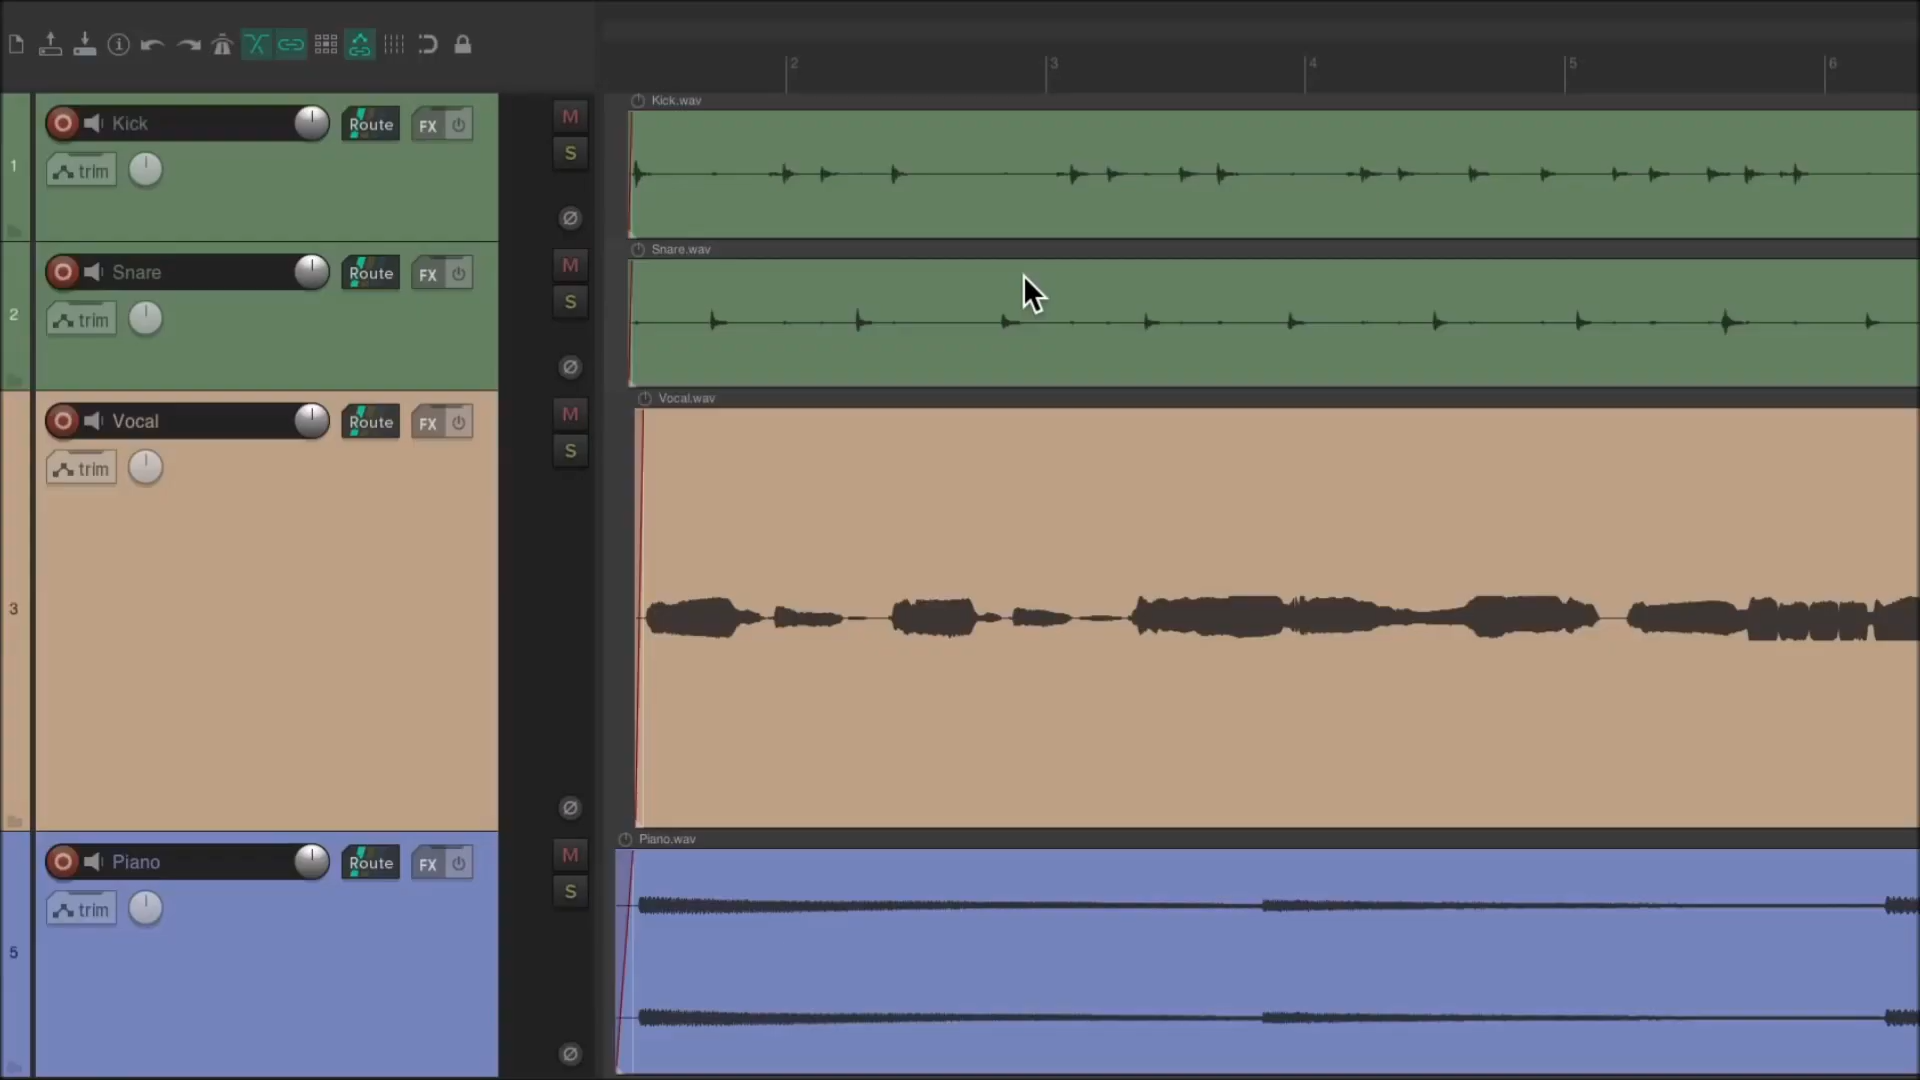 2 3 4 5 6
Kick.wav
1 Kick Route FX M
trim S
Snare.wav
2 Snare Route FX M
trim S
Vocal.wav
Vocal Route FX M
trim S
3
Piano.wav
Piano Route FX M
trim S
5